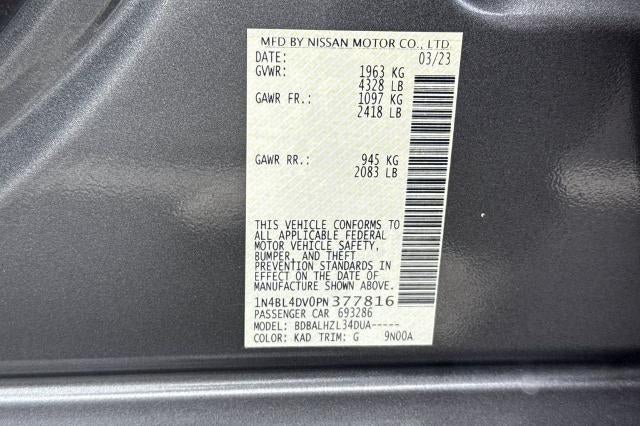 MFD BY NISSAN MOTOR CO., LTD.
DATE: 03/23
GVWR: 1963 KG
4328 LB
GAWR FR.: 1097 KG
2418 LB
GAWR RR.: 945 KG
2083 LB
THIS VEHICLE CONFORMS TO
ALL APPLICABLE FEDERAL
MOTOR VEHICLE SAFETY,
BUMPER, AND THEFT
PREVENTION STANDARDS IN
EFFECT ON THE DATE OF
MANUFACTURE SHOWN ABOVE.
1N4BL4DV0PN377816
PASSENGER CAR 693286
MODEL: BDBALHZL34DUA-----
COLOR: KAD TRIM: G 9N00A